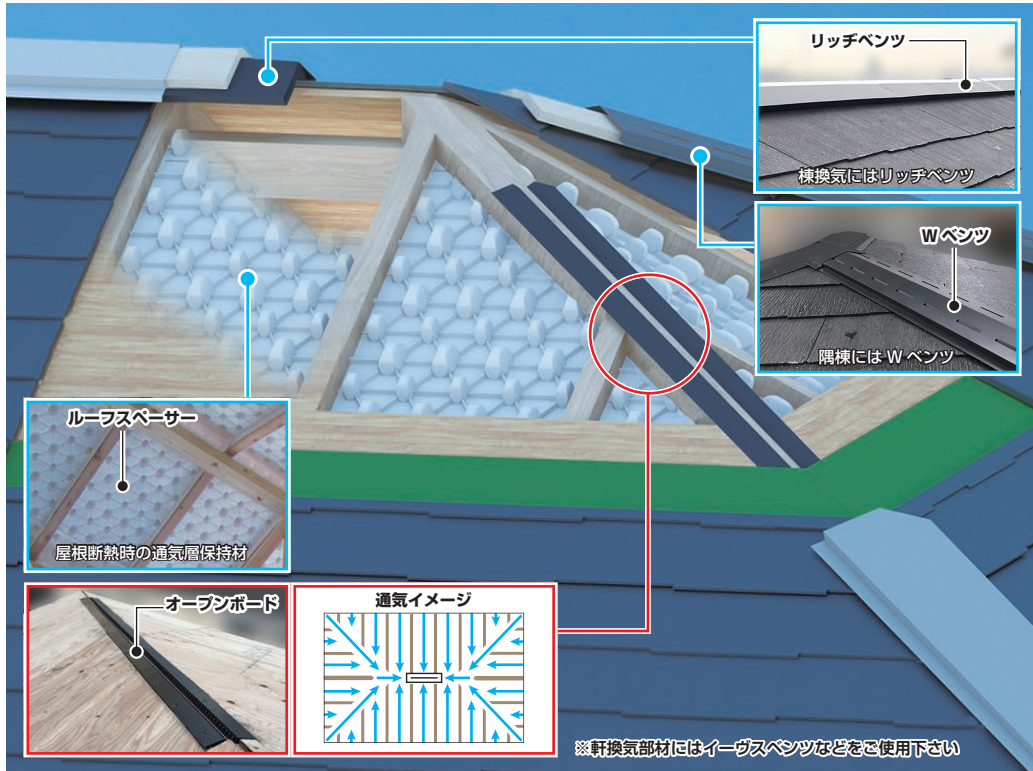 リッヂベンツ
棟換気にはリッヂベンツ
W ベンツ
隅棟には W ベンツ
ルーフスペーサー
屋根断熱時の通気層保持材
オープンボード
通気イメージ
※軒換気部材にはイーヴスベンツなどをご使用下さい